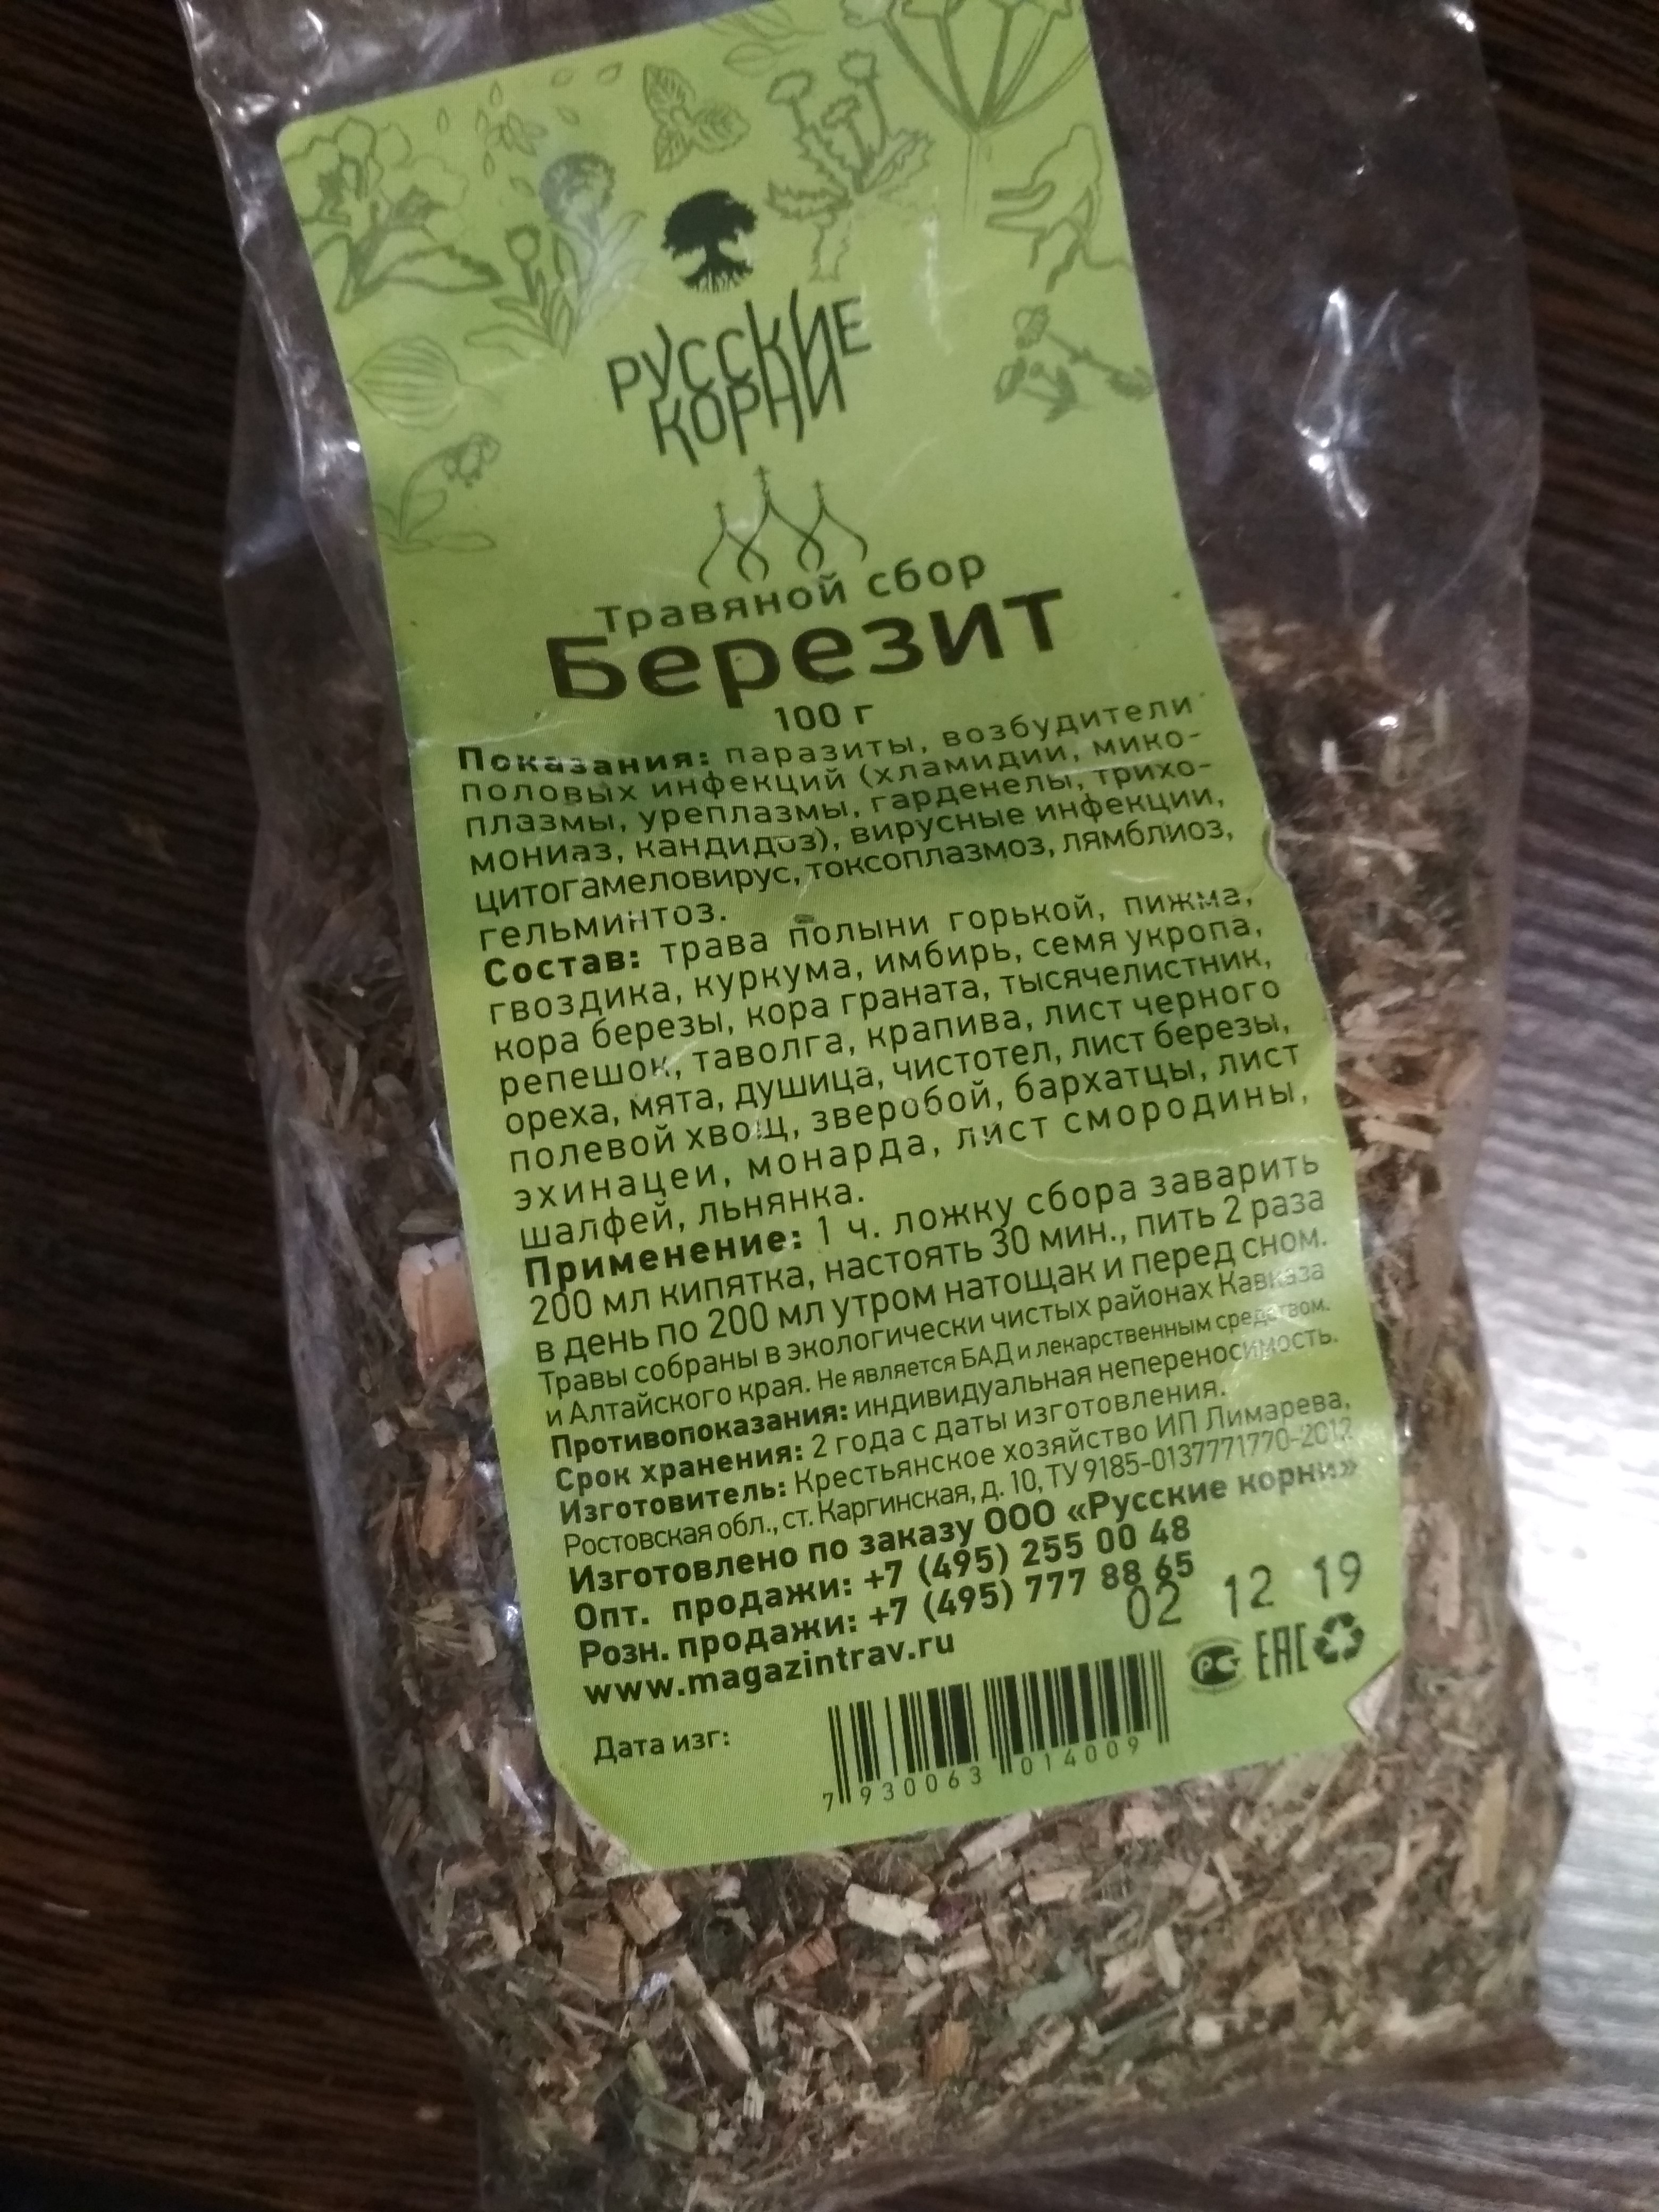 РУССКИЕ
КОРНИ
Травяной сбор
Березит
100 г
Показания: паразиты, возбудители
половых инфекций (хламидии, мико-
плазмы, уреплазмы, гарденелы, трихо-
мониаз, кандидоз), вирусные инфекции,
цитогамеловирус, токсоплазмоз, лямблиоз,
гельминтоз.
Состав: трава полыни горькой, пижма,
гвоздика, куркума, имбирь, семя укропа,
кора березы, кора граната, тысячелистник,
репешок, таволга, крапива, лист черного
ореха, мята, душица, чистотел, лист березы,
полевой хвощ, зверобой, бархатцы, лист
эхинацеи, монарда, лист смородины,
шалфей, льнянка.
Применение: 1 ч. ложку сбора заварить
200 мл кипятка, настоять 30 мин., пить 2 раза
в день по 200 мл утром натощак и перед сном.
Травы собраны в экологически чистых районах Кавказа
и Алтайского края. Не является БАД и лекарственным средством.
Противопоказания: индивидуальная непереносимость.
Срок хранения: 2 года с даты изготовления.
Изготовитель: Крестьянское хозяйство ИП Лимарева,
Ростовская обл., ст. Каргинская, д. 10, ТУ 9185-0137771770-2012
Изготовлено по заказу ООО «Русские корни»
Опт. продажи: +7 (495) 255 00 48
Розн. продажи: +7 (495) 777 88 65
02 12 19
www.magazintrav.ru
РСТ ЕАС
Дата изг:
7 930063 014009